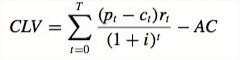 CLV = \sum_{t=0}^{T} \frac{(p_t - c_t) r_t}{(1 + i)^t} - AC